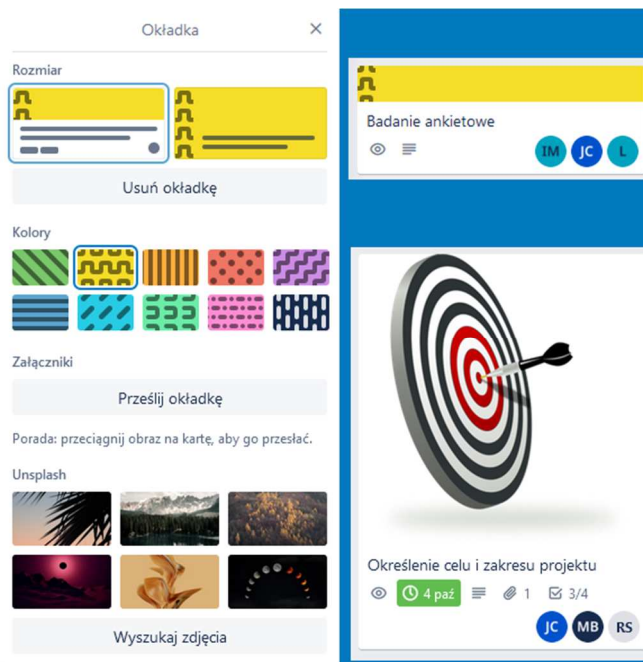 Okładka
Rozmiar
Usuń okładkę
Kolory
Załączniki
Prześlij okładkę
Porada: przeciągnij obraz na kartę, aby go przesłać.
Unsplash
Wyszukaj zdjęcia
Badanie ankietowe
IM JC L
Określenie celu i zakresu projektu
4 paź 1 3/4
JC MB RS